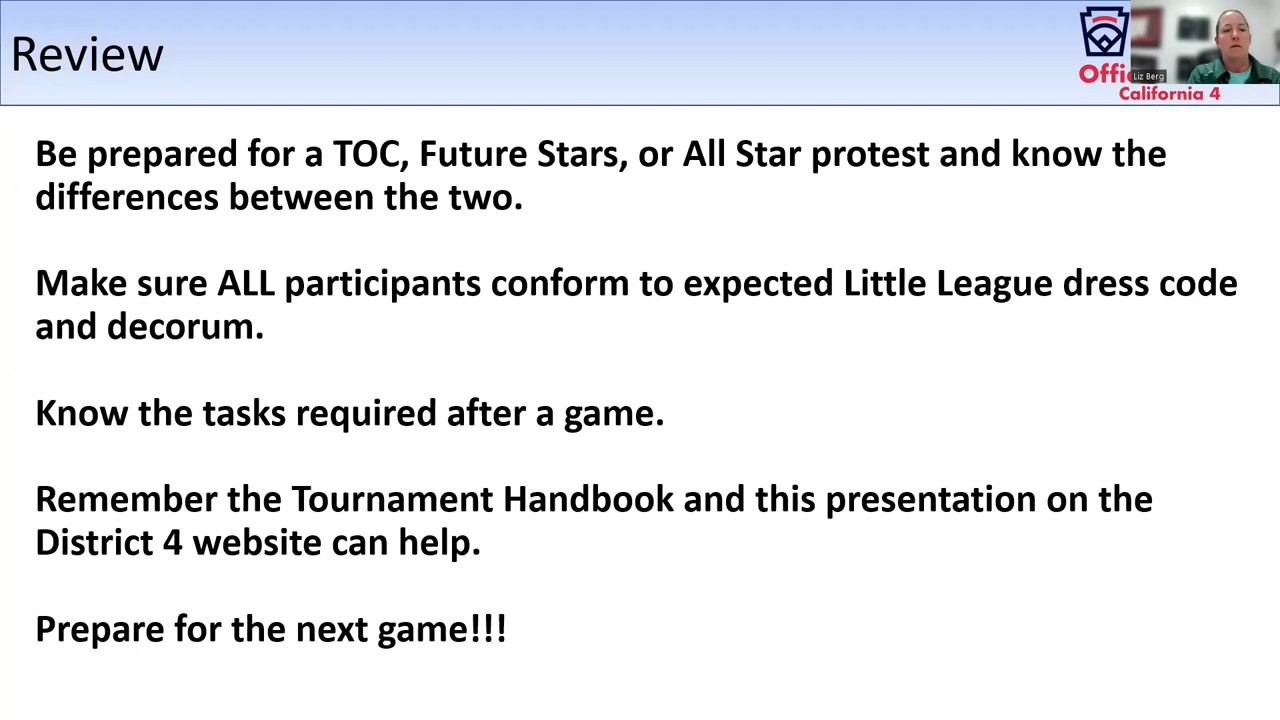 Review
Offi
Liz Berg
California 4
Be prepared for a TOC, Future Stars, or All Star protest and know the
differences between the two.
Make sure ALL participants conform to expected Little League dress code
and decorum.
Know the tasks required after a game.
Remember the Tournament Handbook and this presentation on the
District 4 website can help.
Prepare for the next game!!!